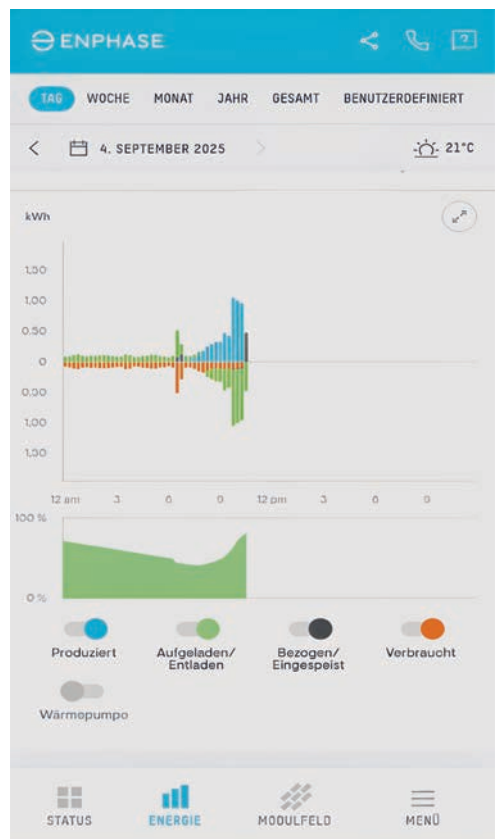 ENPHASE
?
TAG WOCHE MONAT JAHR GESAMT BENUTZERDEFINIERT
4. SEPTEMBER 2025 21°C
kWh
1,50
1,00
0,50
0
0,50
1,00
1,50
12 am 3 6 9 12 pm 3 6 9
100 %
0 %
Produziert Aufgeladen/ Bezogen/ Verbraucht
Entladen Eingespeist
Wärmepumpe
STATUS ENERGIE MODULFELD MENÜ